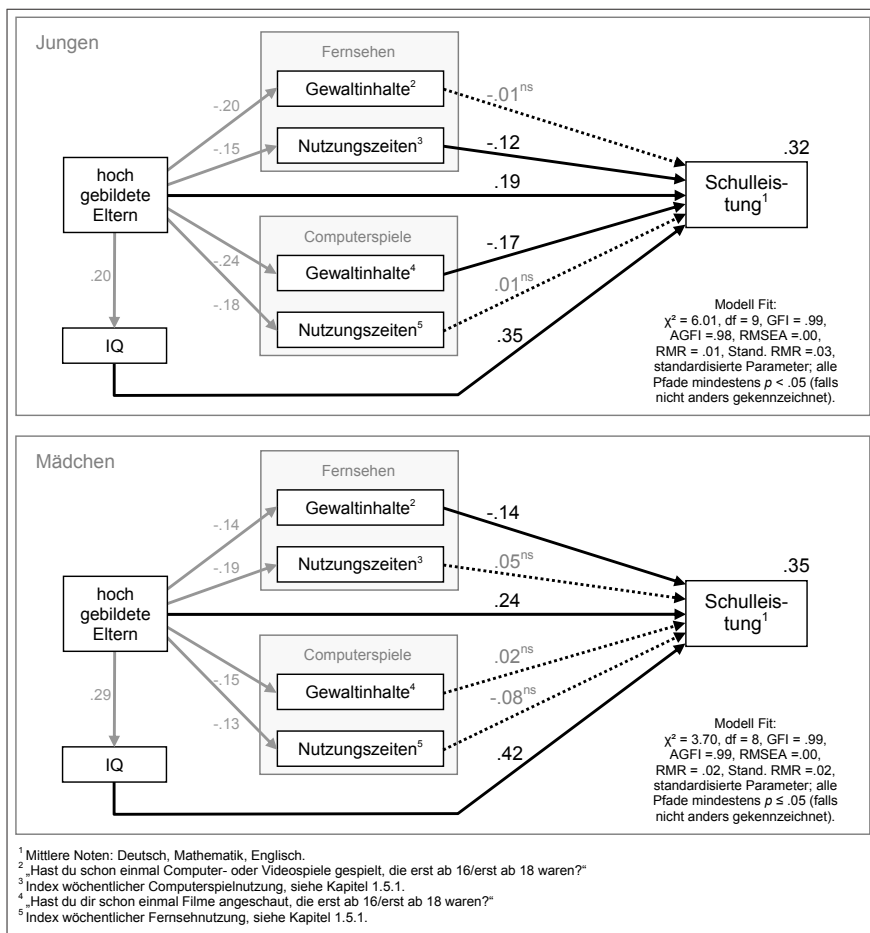 Jungen
Fernsehen
Gewaltinhalte²
-.01ⁿˢ
-.20
-.15
Nutzungszeiten³
-.12
.32
hoch
gebildete
Eltern
.19
Schulleis-
tung¹
Computerspiele
-.17
-.24
Gewaltinhalte⁴
.20
-.18
.01ⁿˢ
Nutzungszeiten⁵
IQ
.35
Modell Fit:
χ² = 6.01, df = 9, GFI = .99,
AGFI =.98, RMSEA =.00,
RMR = .01, Stand. RMR =.03,
standardisierte Parameter; alle
Pfade mindestens p < .05 (falls
nicht anders gekennzeichnet).
Mädchen
Fernsehen
Gewaltinhalte²
-.14
-.14
-.19
Nutzungszeiten³
.05ⁿˢ
.35
hoch
gebildete
Eltern
.24
Schulleis-
tung¹
Computerspiele
.02ⁿˢ
-.15
Gewaltinhalte⁴
.29
-.13
-.08ⁿˢ
Nutzungszeiten⁵
IQ
.42
Modell Fit:
χ² = 3.70, df = 8, GFI = .99,
AGFI =.99, RMSEA =.00,
RMR = .02, Stand. RMR =.02,
standardisierte Parameter; alle
Pfade mindestens p ≤ .05 (falls
nicht anders gekennzeichnet).
¹ Mittlere Noten: Deutsch, Mathematik, Englisch.
² „Hast du schon einmal Computer- oder Videospiele gespielt, die erst ab 16/erst ab 18 waren?“
³ Index wöchentlicher Computerspielnutzung, siehe Kapitel 1.5.1.
⁴ „Hast du dir schon einmal Filme angeschaut, die erst ab 16/erst ab 18 waren?“
⁵ Index wöchentlicher Fernsehnutzung, siehe Kapitel 1.5.1.